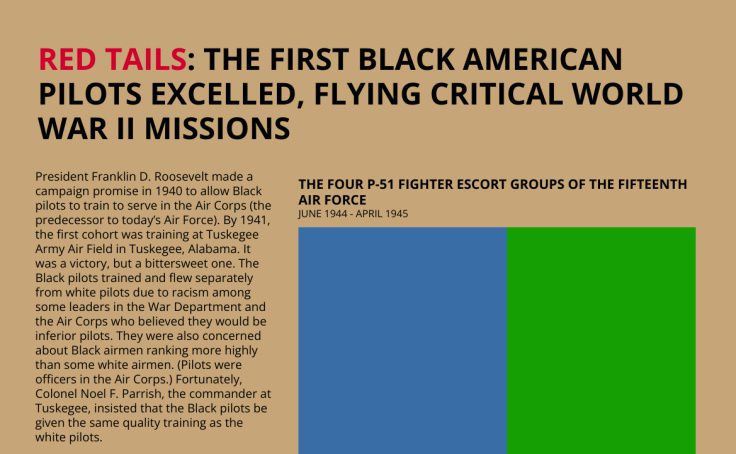 RED TAILS: THE FIRST BLACK AMERICAN
PILOTS EXCELLED, FLYING CRITICAL WORLD
WAR II MISSIONS
President Franklin D. Roosevelt made a
campaign promise in 1940 to allow Black
pilots to train to serve in the Air Corps (the
predecessor to today’s Air Force). By 1941,
the first cohort was training at Tuskegee
Army Air Field in Tuskegee, Alabama. It
was a victory, but a bittersweet one. The
Black pilots trained and flew separately
from white pilots due to racism among
some leaders in the War Department and
the Air Corps who believed they would be
inferior pilots. They were also concerned
about Black airmen ranking more highly
than some white airmen. (Pilots were
officers in the Air Corps.) Fortunately,
Colonel Noel F. Parrish, the commander at
Tuskegee, insisted that the Black pilots be
given the same quality training as the
white pilots.
THE FOUR P-51 FIGHTER ESCORT GROUPS OF THE FIFTEENTH
AIR FORCE
JUNE 1944 - APRIL 1945